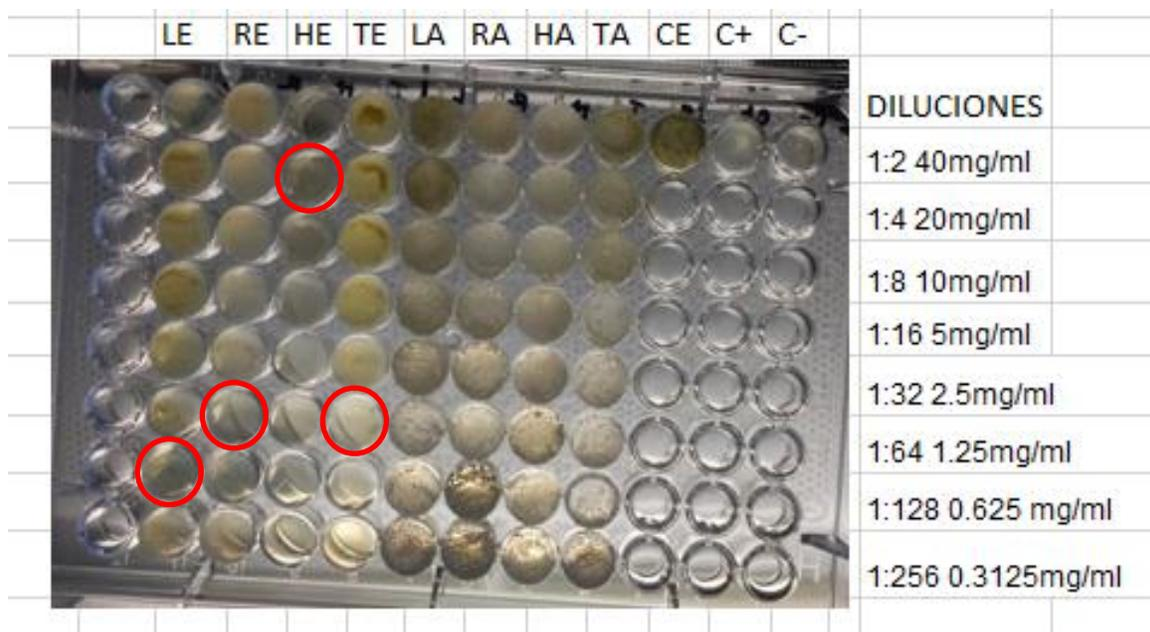 LE RE HE TE LA RA HA TA CE C+ C-
DILUCIONES
1:2 40mg/ml
1:4 20mg/ml
1:8 10mg/ml
1:16 5mg/ml
1:32 2.5mg/ml
1:64 1.25mg/ml
1:128 0.625 mg/ml
1:256 0.3125mg/ml